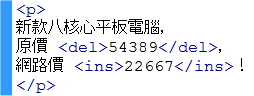 <p>
新款八核心平板電腦，
原價 <del>54389</del>，
網路價 <ins>22667</ins>！
</p>